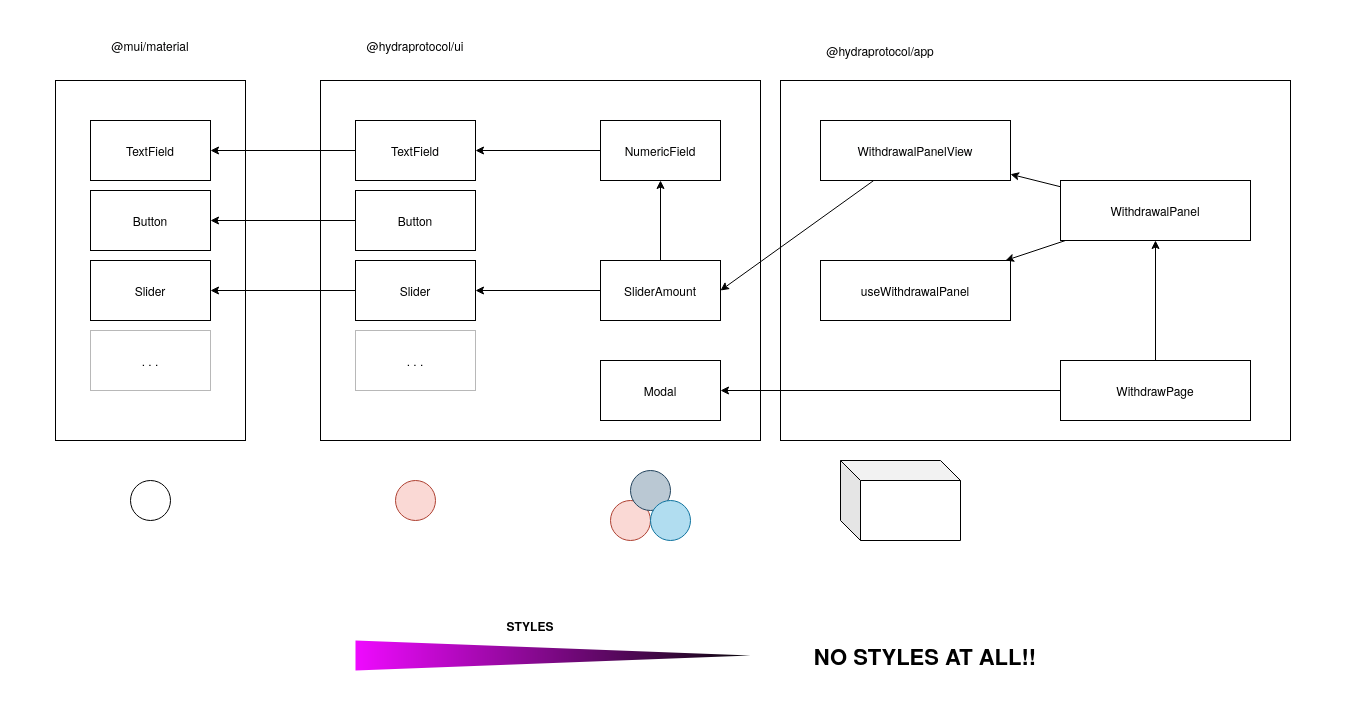 @mui/material
@hydraprotocol/ui
@hydraprotocol/app
TextField
TextField
NumericField
WithdrawalPanelView
Button
Button
WithdrawalPanel
Slider
Slider
SliderAmount
useWithdrawalPanel
. . .
. . .
Modal
WithdrawPage
STYLES
NO STYLES AT ALL!!